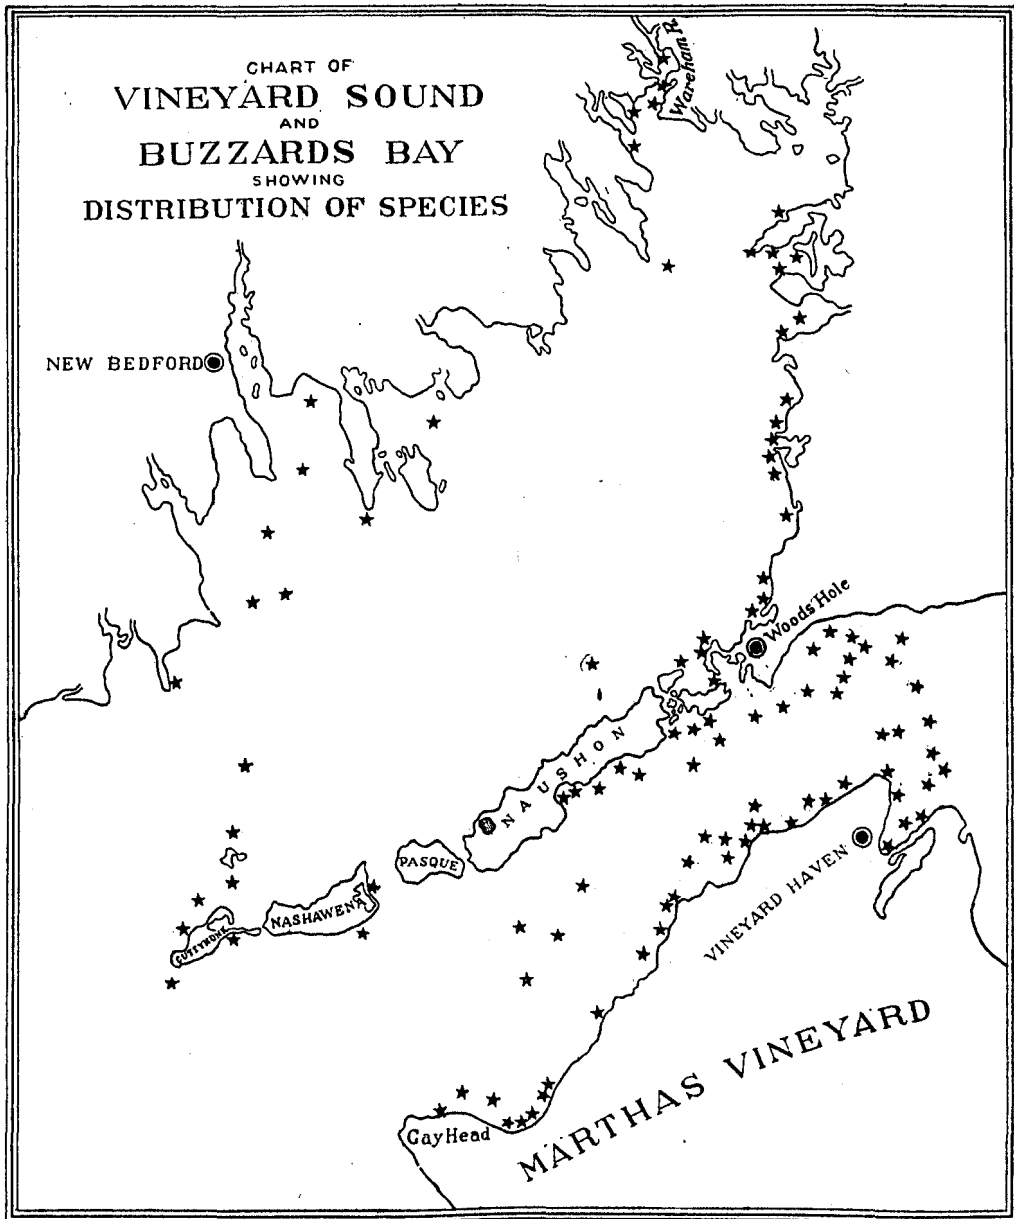 CHART OF
VINEYARD SOUND
AND
BUZZARDS BAY
SHOWING
DISTRIBUTION OF SPECIES
Wareham R.
NEW BEDFORD
Woods Hole
NAUSHON
PASQUE
NASHAWENA
CUTTYHUNK
VINEYARD HAVEN
MARTHAS VINEYARD
Gay Head